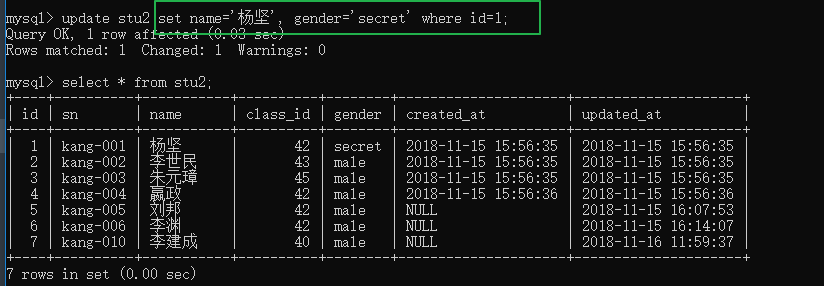 mysql> update stu2 set name='杨坚', gender='secret' where id=1;
Query OK, 1 row affected (0.03 sec)
Rows matched: 1  Changed: 1  Warnings: 0
mysql> select * from stu2;
+----+----------+--------+----------+--------+---------------------+---------------------+
| id | sn       | name   | class_id | gender | created_at          | updated_at          |
+----+----------+--------+----------+--------+---------------------+---------------------+
|  1 | kang-001 | 杨坚   |       42 | secret | 2018-11-15 15:56:35 | 2018-11-15 15:56:35 |
|  2 | kang-002 | 李世民 |       43 | male   | 2018-11-15 15:56:35 | 2018-11-15 15:56:35 |
|  3 | kang-003 | 朱元璋 |       45 | male   | 2018-11-15 15:56:35 | 2018-11-15 15:56:35 |
|  4 | kang-004 | 嬴政   |       42 | male   | 2018-11-15 15:56:36 | 2018-11-15 15:56:36 |
|  5 | kang-005 | 刘邦   |       42 | male   | NULL                | 2018-11-15 16:07:53 |
|  6 | kang-006 | 李渊   |       42 | male   | NULL                | 2018-11-15 16:14:07 |
|  7 | kang-010 | 李建成 |       40 | male   | NULL                | 2018-11-16 11:59:37 |
+----+----------+--------+----------+--------+---------------------+---------------------+
7 rows in set (0.00 sec)